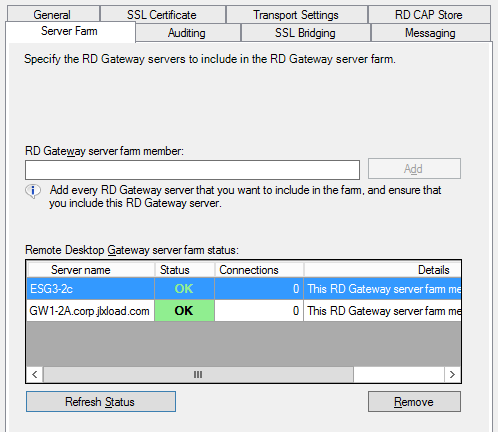 General
SSL Certificate
Transport Settings
RD CAP Store
Server Farm
Auditing
SSL Bridging
Messaging
Specify the RD Gateway servers to include in the RD Gateway server farm.
RD Gateway server farm member:
Add
Add every RD Gateway server that you want to include in the farm, and ensure that
you include this RD Gateway server.
Remote Desktop Gateway server farm status:
Server name Status Connections Details
ESG3-2c OK 0 This RD Gateway server farm me
GW1-2A.corp.jlxload.com OK 0 This RD Gateway server farm me
Refresh Status
Remove